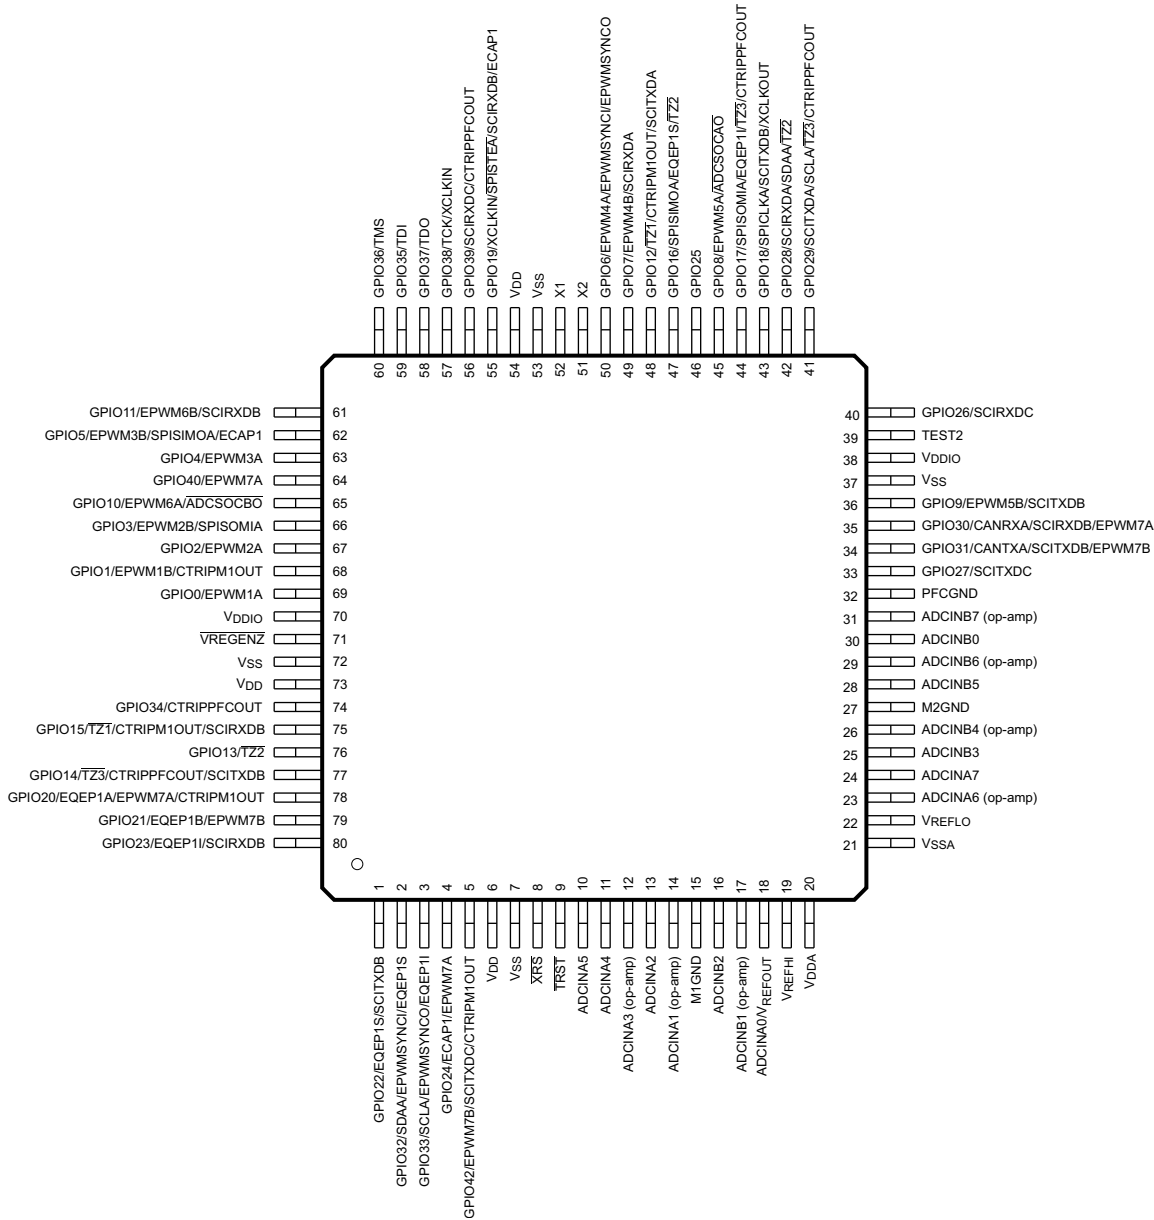 GPIO36/TMS
GPIO35/TDI
GPIO37/TDO
GPIO38/TCK/XCLKIN
GPIO39/SCIRXDC/CTRIPPFCOUT
GPIO19/XCLKIN/SPISTEA/SCIRXDB/ECAP1
VDD
VSS
X1
X2
GPIO6/EPWM4A/EPWMSYNCI/EPWMSYNCO
GPIO7/EPWM4B/SCIRXDA
GPIO12/TZ1/CTRIPM1OUT/SCITXDA
GPIO16/SPISIMOA/EQEP1S/TZ2
GPIO25
GPIO8/EPWM5A/ADCSOCAO
GPIO17/SPISOMIA/EQEP1I/TZ3/CTRIPPFCOUT
GPIO18/SPICLKA/SCITXDB/XCLKOUT
GPIO28/SCIRXDA/SDAA/TZ2
GPIO29/SCITXDA/SCLA/TZ3/CTRIPPFCOUT
60 59 58 57 56 55 54 53 52 51 50 49 48 47 46 45 44 43 42 41
GPIO11/EPWM6B/SCIRXDB 61
GPIO5/EPWM3B/SPISIMOA/ECAP1 62
GPIO4/EPWM3A 63
GPIO40/EPWM7A 64
GPIO10/EPWM6A/ADCSOCBO 65
GPIO3/EPWM2B/SPISOMIA 66
GPIO2/EPWM2A 67
GPIO1/EPWM1B/CTRIPM1OUT 68
GPIO0/EPWM1A 69
VDDIO 70
VREGENZ 71
VSS 72
VDD 73
GPIO34/CTRIPPFCOUT 74
GPIO15/TZ1/CTRIPM1OUT/SCIRXDB 75
GPIO13/TZ2 76
GPIO14/TZ3/CTRIPPFCOUT/SCITXDB 77
GPIO20/EQEP1A/EPWM7A/CTRIPM1OUT 78
GPIO21/EQEP1B/EPWM7B 79
GPIO23/EQEP1I/SCIRXDB 80
40 GPIO26/SCIRXDC
39 TEST2
38 VDDIO
37 VSS
36 GPIO9/EPWM5B/SCITXDB
35 GPIO30/CANRXA/SCIRXDB/EPWM7A
34 GPIO31/CANTXA/SCITXDB/EPWM7B
33 GPIO27/SCITXDC
32 PFCGND
31 ADCINB7 (op-amp)
30 ADCINB0
29 ADCINB6 (op-amp)
28 ADCINB5
27 M2GND
26 ADCINB4 (op-amp)
25 ADCINB3
24 ADCINA7
23 ADCINA6 (op-amp)
22 VREFLO
21 VSSA
1 2 3 4 5 6 7 8 9 10 11 12 13 14 15 16 17 18 19 20
GPIO22/EQEP1S/SCITXDB
GPIO32/SDAA/EPWMSYNCI/EQEP1S
GPIO33/SCLA/EPWMSYNCO/EQEP1I
GPIO24/ECAP1/EPWM7A
GPIO42/EPWM7B/SCITXDC/CTRIPM1OUT
VDD
VSS
XRS
TRST
ADCINA5
ADCINA4
ADCINA3 (op-amp)
ADCINA2
ADCINA1 (op-amp)
M1GND
ADCINB2
ADCINB1 (op-amp)
ADCINA0/VREFOUT
VREFHI
VDDA